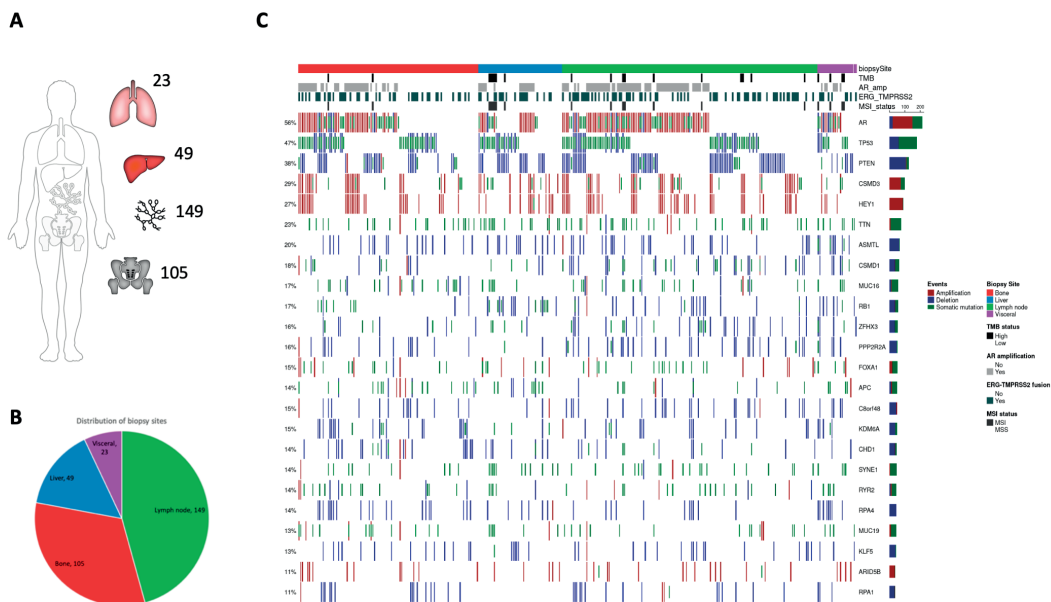 A
23
49
149
105
B
Distribution of biopsy sites
Visceral,
23
Liver, 49
Lymph node, 149
Bone, 105
C
biopsySite
TMB
AR_amp
ERG_TMPRSS2
MSI_status
0 100 200
56% AR
47% TP53
38% PTEN
29% CSMD3
27% HEY1
23% TTN
20% ASMTL
18% CSMD1
17% MUC16
17% RB1
16% ZFHX3
16% PPP2R2A
15% FOXA1
14% APC
15% C8orf48
14% KDM6A
14% CHD1
14% SYNE1
14% RYR2
14% RPA4
13% MUC19
13% KLF5
11% ARID5B
11% RPA1
Events
Amplification
Deletion
Somatic mutation
Biopsy Site
Bone
Liver
Lymph node
Visceral
TMB status
High
Low
AR amplification
No
Yes
ERG-TMPRSS2 fusion
No
Yes
MSI status
MSI
MSS